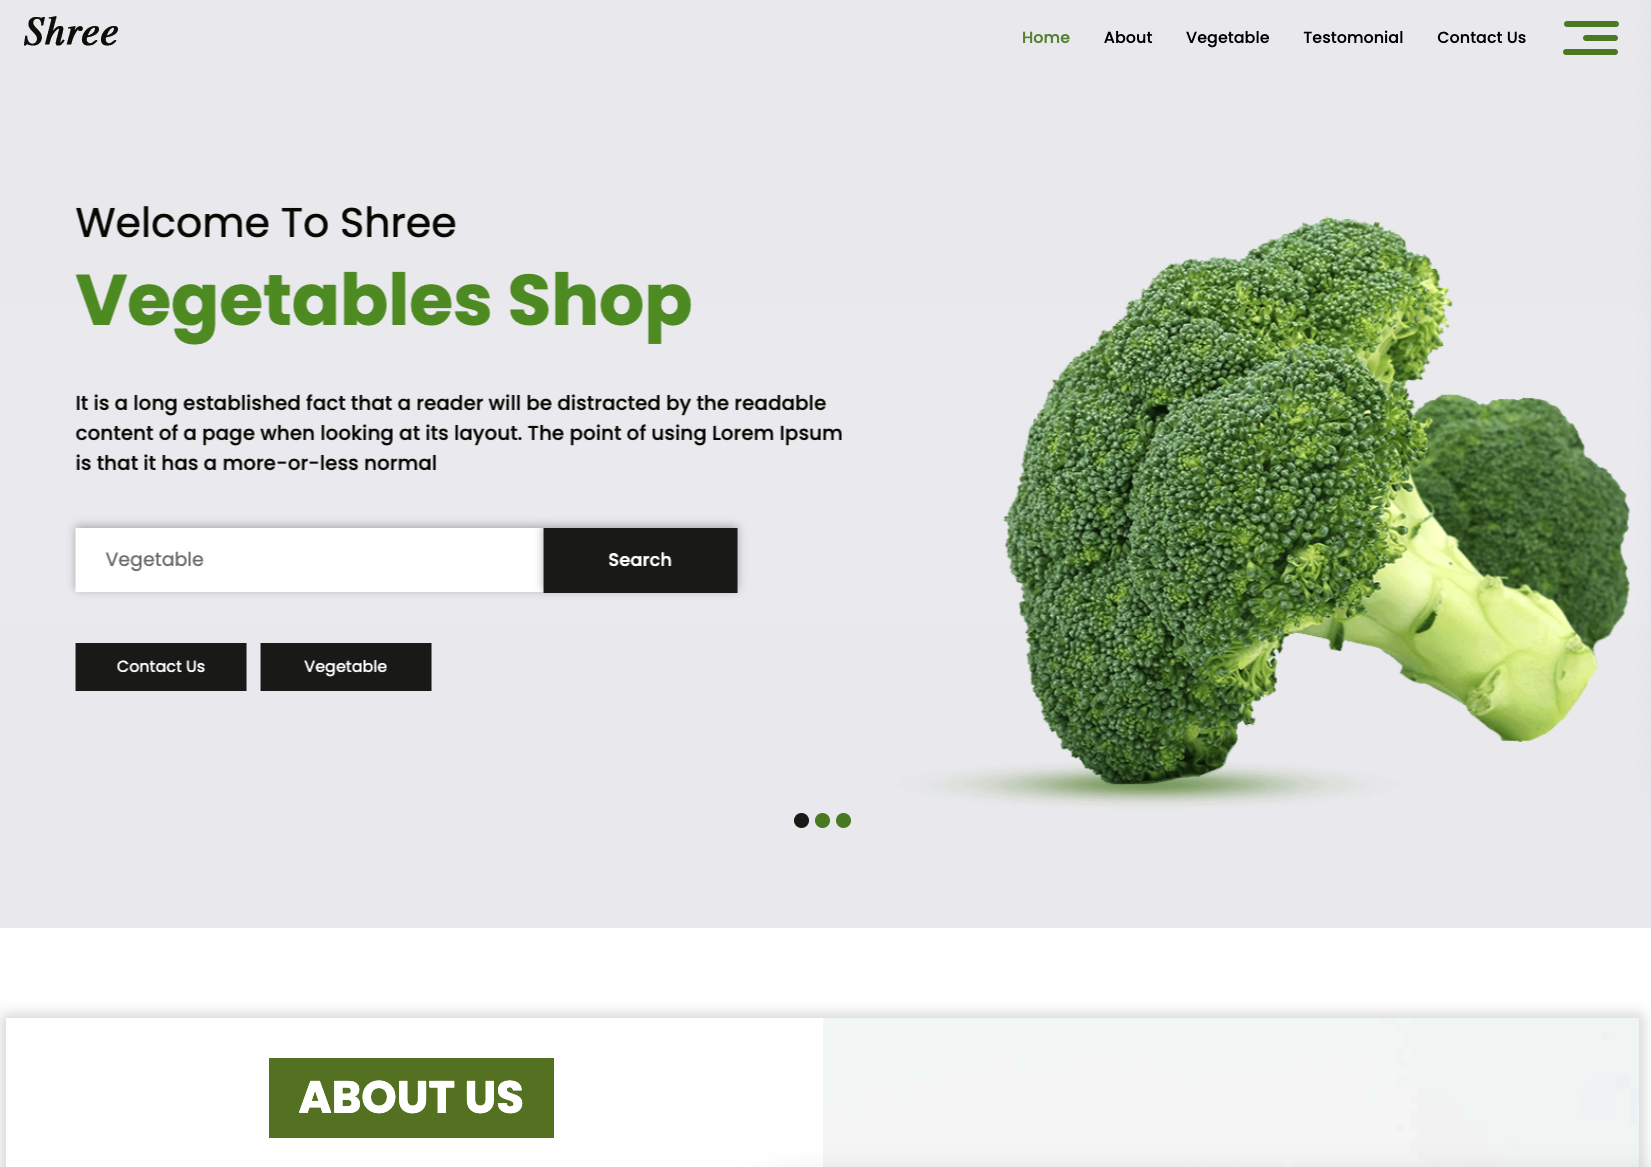 Shree
Home About Vegetable Testomonial Contact Us
Welcome To Shree
Vegetables Shop
It is a long established fact that a reader will be distracted by the readable
content of a page when looking at its layout. The point of using Lorem Ipsum
is that it has a more-or-less normal
Vegetable Search
Contact Us Vegetable
ABOUT US